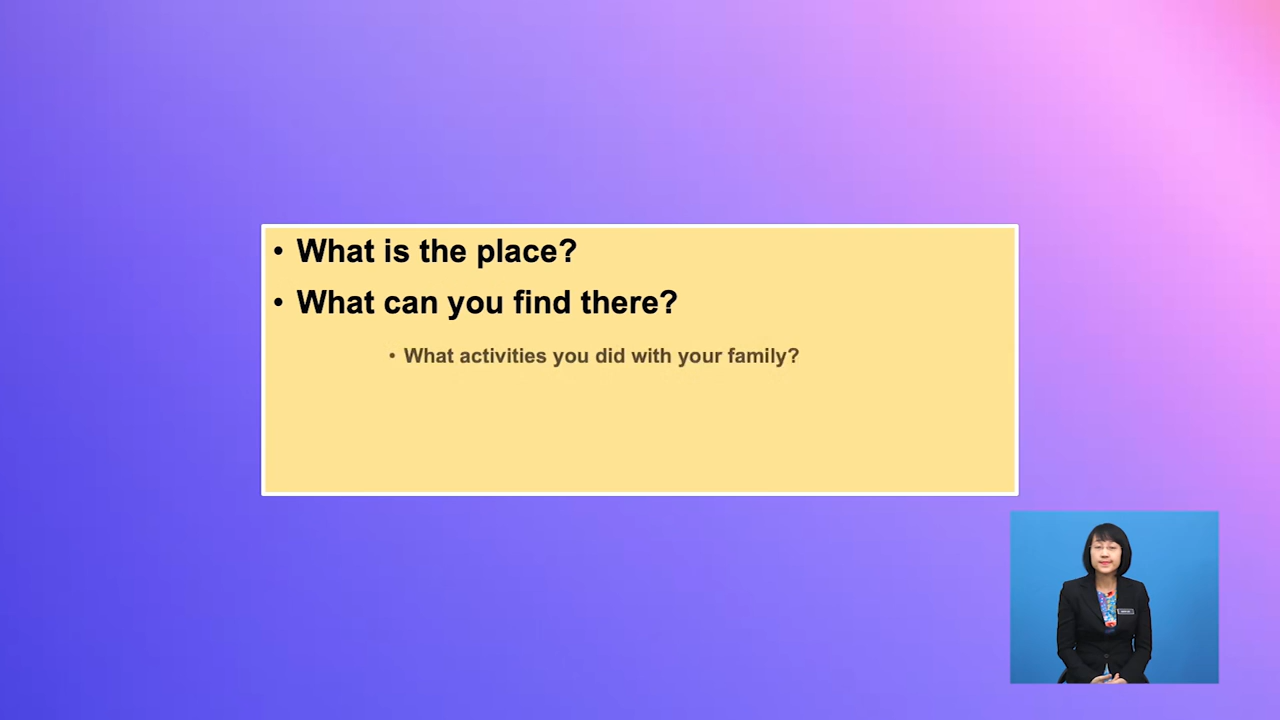 • What is the place?
• What can you find there?
• What activities you did with your family?